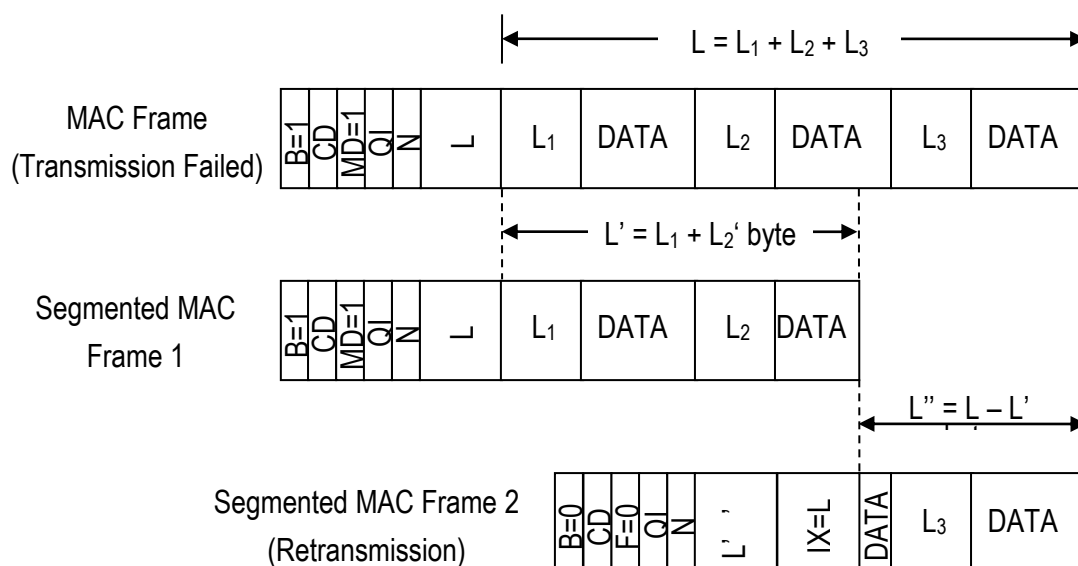 L = L₁ + L₂ + L₃
MAC Frame
(Transmission Failed)
B=1 CD MD=1 QI N L L₁ DATA L₂ DATA L₃ DATA
L' = L₁ + L₂' byte
Segmented MAC
Frame 1
B=1 CD MD=1 QI N L L₁ DATA L₂ DATA
L'' = L – L'
Segmented MAC Frame 2
(Retransmission)
B=0 CD F=0 QI N L'' IX=L DATA L₃ DATA